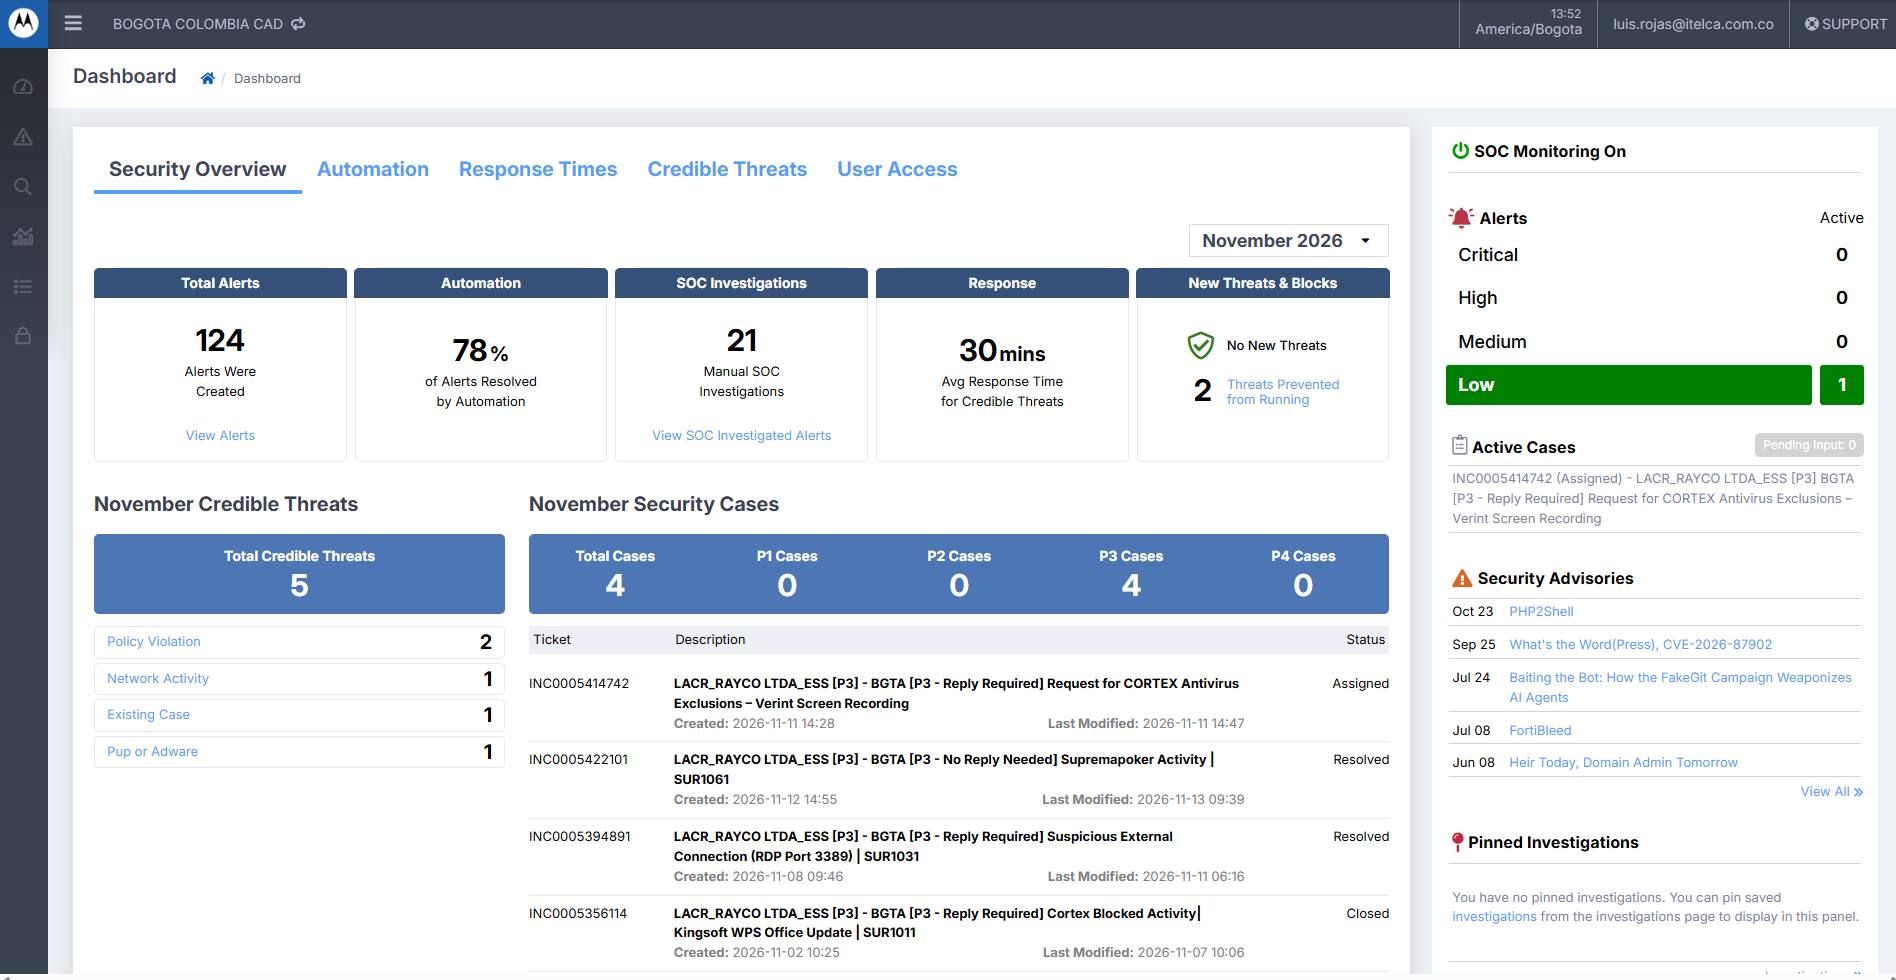 BOGOTA COLOMBIA CAD
13:52
America/Bogota
luis.rojas@itelca.com.co
SUPPORT
Dashboard
/ Dashboard
Security Overview
Automation
Response Times
Credible Threats
User Access
November 2026
Total Alerts
124
Alerts Were
Created
View Alerts
Automation
78 %
of Alerts Resolved
by Automation
SOC Investigations
21
Manual SOC
Investigations
View SOC Investigated Alerts
Response
30 mins
Avg Response Time
for Credible Threats
New Threats & Blocks
No New Threats
2
Threats Prevented
from Running
November Credible Threats
Total Credible Threats
5
Policy Violation 2
Network Activity 1
Existing Case 1
Pup or Adware 1
November Security Cases
Total Cases P1 Cases P2 Cases P3 Cases P4 Cases
4 0 0 4 0
Ticket Description Status
INC0005414742 LACR_RAYCO LTDA_ESS [P3] - BGTA [P3 - Reply Required] Request for CORTEX Antivirus Assigned
Exclusions – Verint Screen Recording
Created: 2026-11-11 14:28 Last Modified: 2026-11-11 14:47
INC0005422101 LACR_RAYCO LTDA_ESS [P3] - BGTA [P3 - No Reply Needed] Supremapoker Activity | Resolved
SUR1061
Created: 2026-11-12 14:55 Last Modified: 2026-11-13 09:39
INC0005394891 LACR_RAYCO LTDA_ESS [P3] - BGTA [P3 - Reply Required] Suspicious External Resolved
Connection (RDP Port 3389) | SUR1031
Created: 2026-11-08 09:46 Last Modified: 2026-11-11 06:16
INC0005356114 LACR_RAYCO LTDA_ESS [P3] - BGTA [P3 - Reply Required] Cortex Blocked Activity| Closed
Kingsoft WPS Office Update | SUR1011
Created: 2026-11-02 10:25 Last Modified: 2026-11-07 10:06
SOC Monitoring On
Alerts Active
Critical 0
High 0
Medium 0
Low 1
Active Cases Pending Input: 0
INC0005414742 (Assigned) - LACR_RAYCO LTDA_ESS [P3] BGTA
[P3 - Reply Required] Request for CORTEX Antivirus Exclusions –
Verint Screen Recording
Security Advisories
Oct 23 PHP2Shell
Sep 25 What's the Word(Press), CVE-2026-87902
Jul 24 Baiting the Bot: How the FakeGit Campaign Weaponizes
AI Agents
Jul 08 FortiBleed
Jun 08 Heir Today, Domain Admin Tomorrow
View All »
Pinned Investigations
You have no pinned investigations. You can pin saved
investigations from the investigations page to display in this panel.